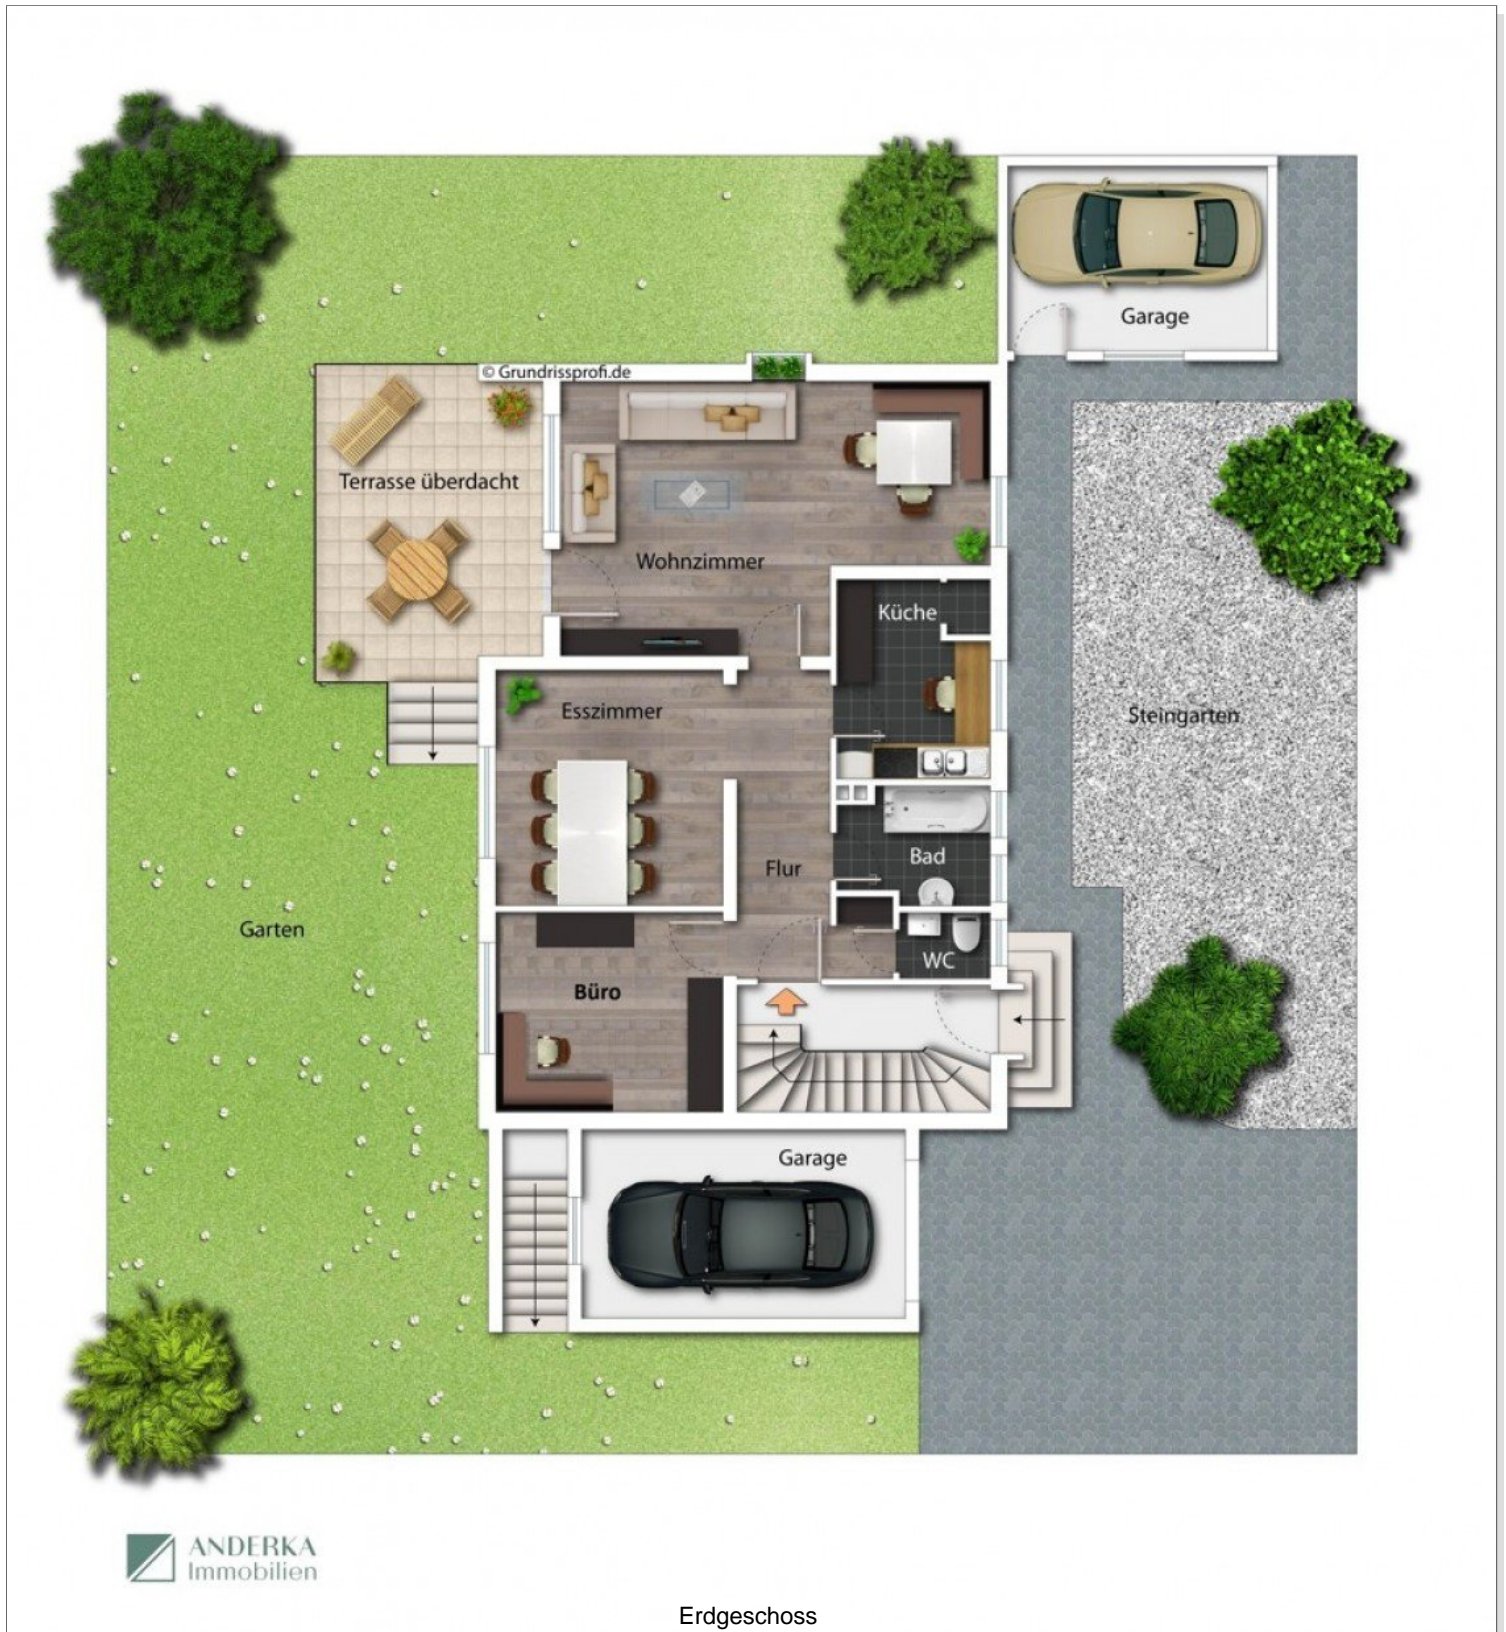 Garage
© Grundrissprofi.de
Terrasse überdacht
Wohnzimmer
Küche
Esszimmer
Steingarten
Bad
Flur
Garten
WC
Büro
Garage
ANDERKA
Immobilien
Erdgeschoss